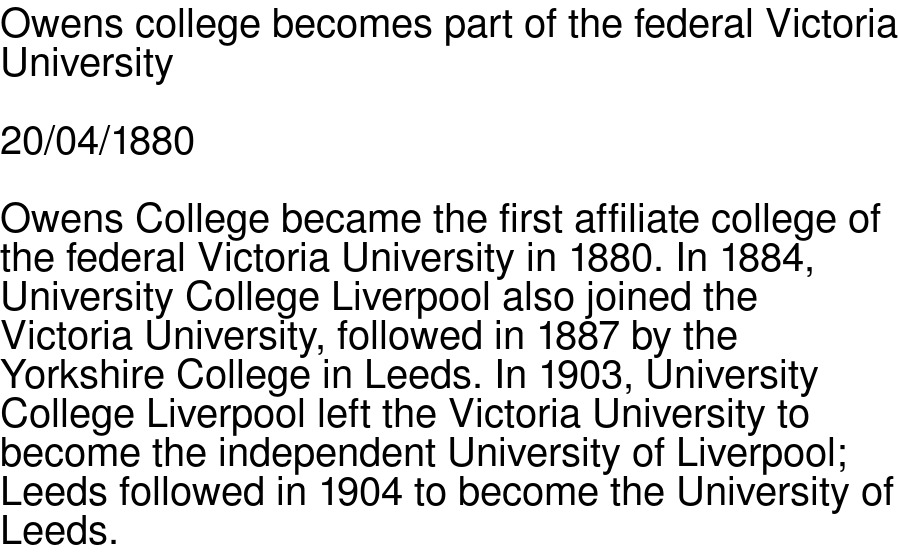 Owens college becomes part of the federal Victoria
University
20/04/1880
Owens College became the first affiliate college of
the federal Victoria University in 1880. In 1884,
University College Liverpool also joined the
Victoria University, followed in 1887 by the
Yorkshire College in Leeds. In 1903, University
College Liverpool left the Victoria University to
become the independent University of Liverpool;
Leeds followed in 1904 to become the University of
Leeds.